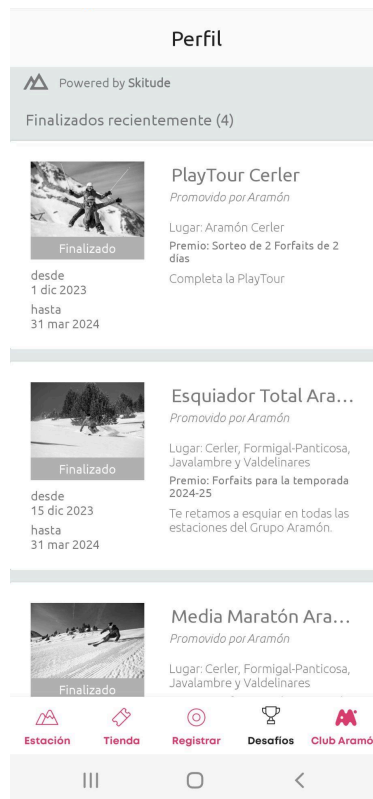 Perfil
Powered by Skitude
Finalizados recientemente (4)
PlayTour Cerler
Promovido por Aramón
Lugar: Aramón Cerler
Premio: Sorteo de 2 Forfaits de 2
días
Completa la PlayTour
Finalizado
desde
1 dic 2023
hasta
31 mar 2024
Esquiador Total Ara...
Promovido por Aramón
Lugar: Cerler, Formigal-Panticosa,
Javalambre y Valdelinares
Premio: Forfaits para la temporada
2024-25
Te retamos a esquiar en todas las
estaciones del Grupo Aramón.
Finalizado
desde
15 dic 2023
hasta
31 mar 2024
Media Maratón Ara...
Promovido por Aramón
Lugar: Cerler, Formigal-Panticosa,
Javalambre y Valdelinares
Finalizado
Estación
Tienda
Registrar
Desafíos
Club Aramó